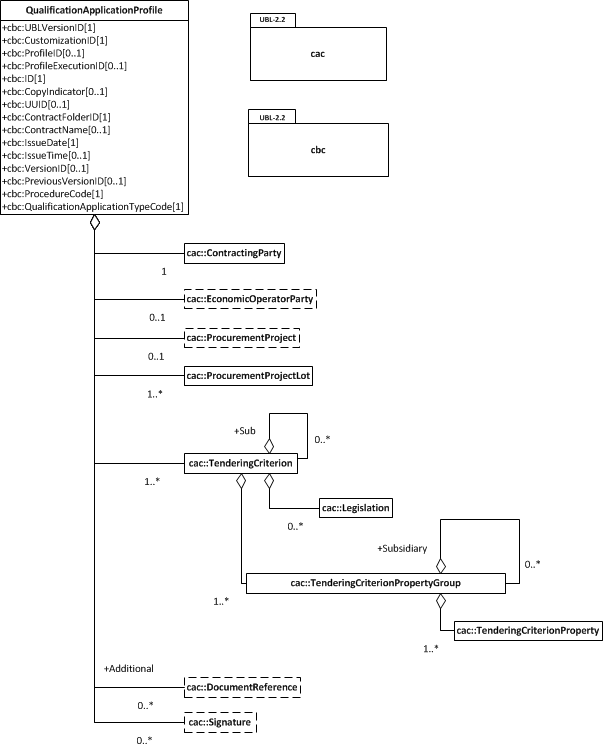 QualificationApplicationProfile
+cbc:UBLVersionID[1]
+cbc:CustomizationID[1]
+cbc:ProfileID[0..1]
+cbc:ProfileExecutionID[0..1]
+cbc:ID[1]
+cbc:CopyIndicator[0..1]
+cbc:UUID[0..1]
+cbc:ContractFolderID[1]
+cbc:ContractName[0..1]
+cbc:IssueDate[1]
+cbc:IssueTime[0..1]
+cbc:VersionID[0..1]
+cbc:PreviousVersionID[0..1]
+cbc:ProcedureCode[1]
+cbc:QualificationApplicationTypeCode[1]
UBL-2.2
cac
UBL-2.2
cbc
cac::ContractingParty
1
cac::EconomicOperatorParty
0..1
cac::ProcurementProject
0..1
cac::ProcurementProjectLot
1..*
+Sub
0..*
cac::TenderingCriterion
1..*
cac::Legislation
0..*
+Subsidiary
0..*
cac::TenderingCriterionPropertyGroup
1..*
cac::TenderingCriterionProperty
1..*
+Additional
cac::DocumentReference
0..*
cac::Signature
0..*